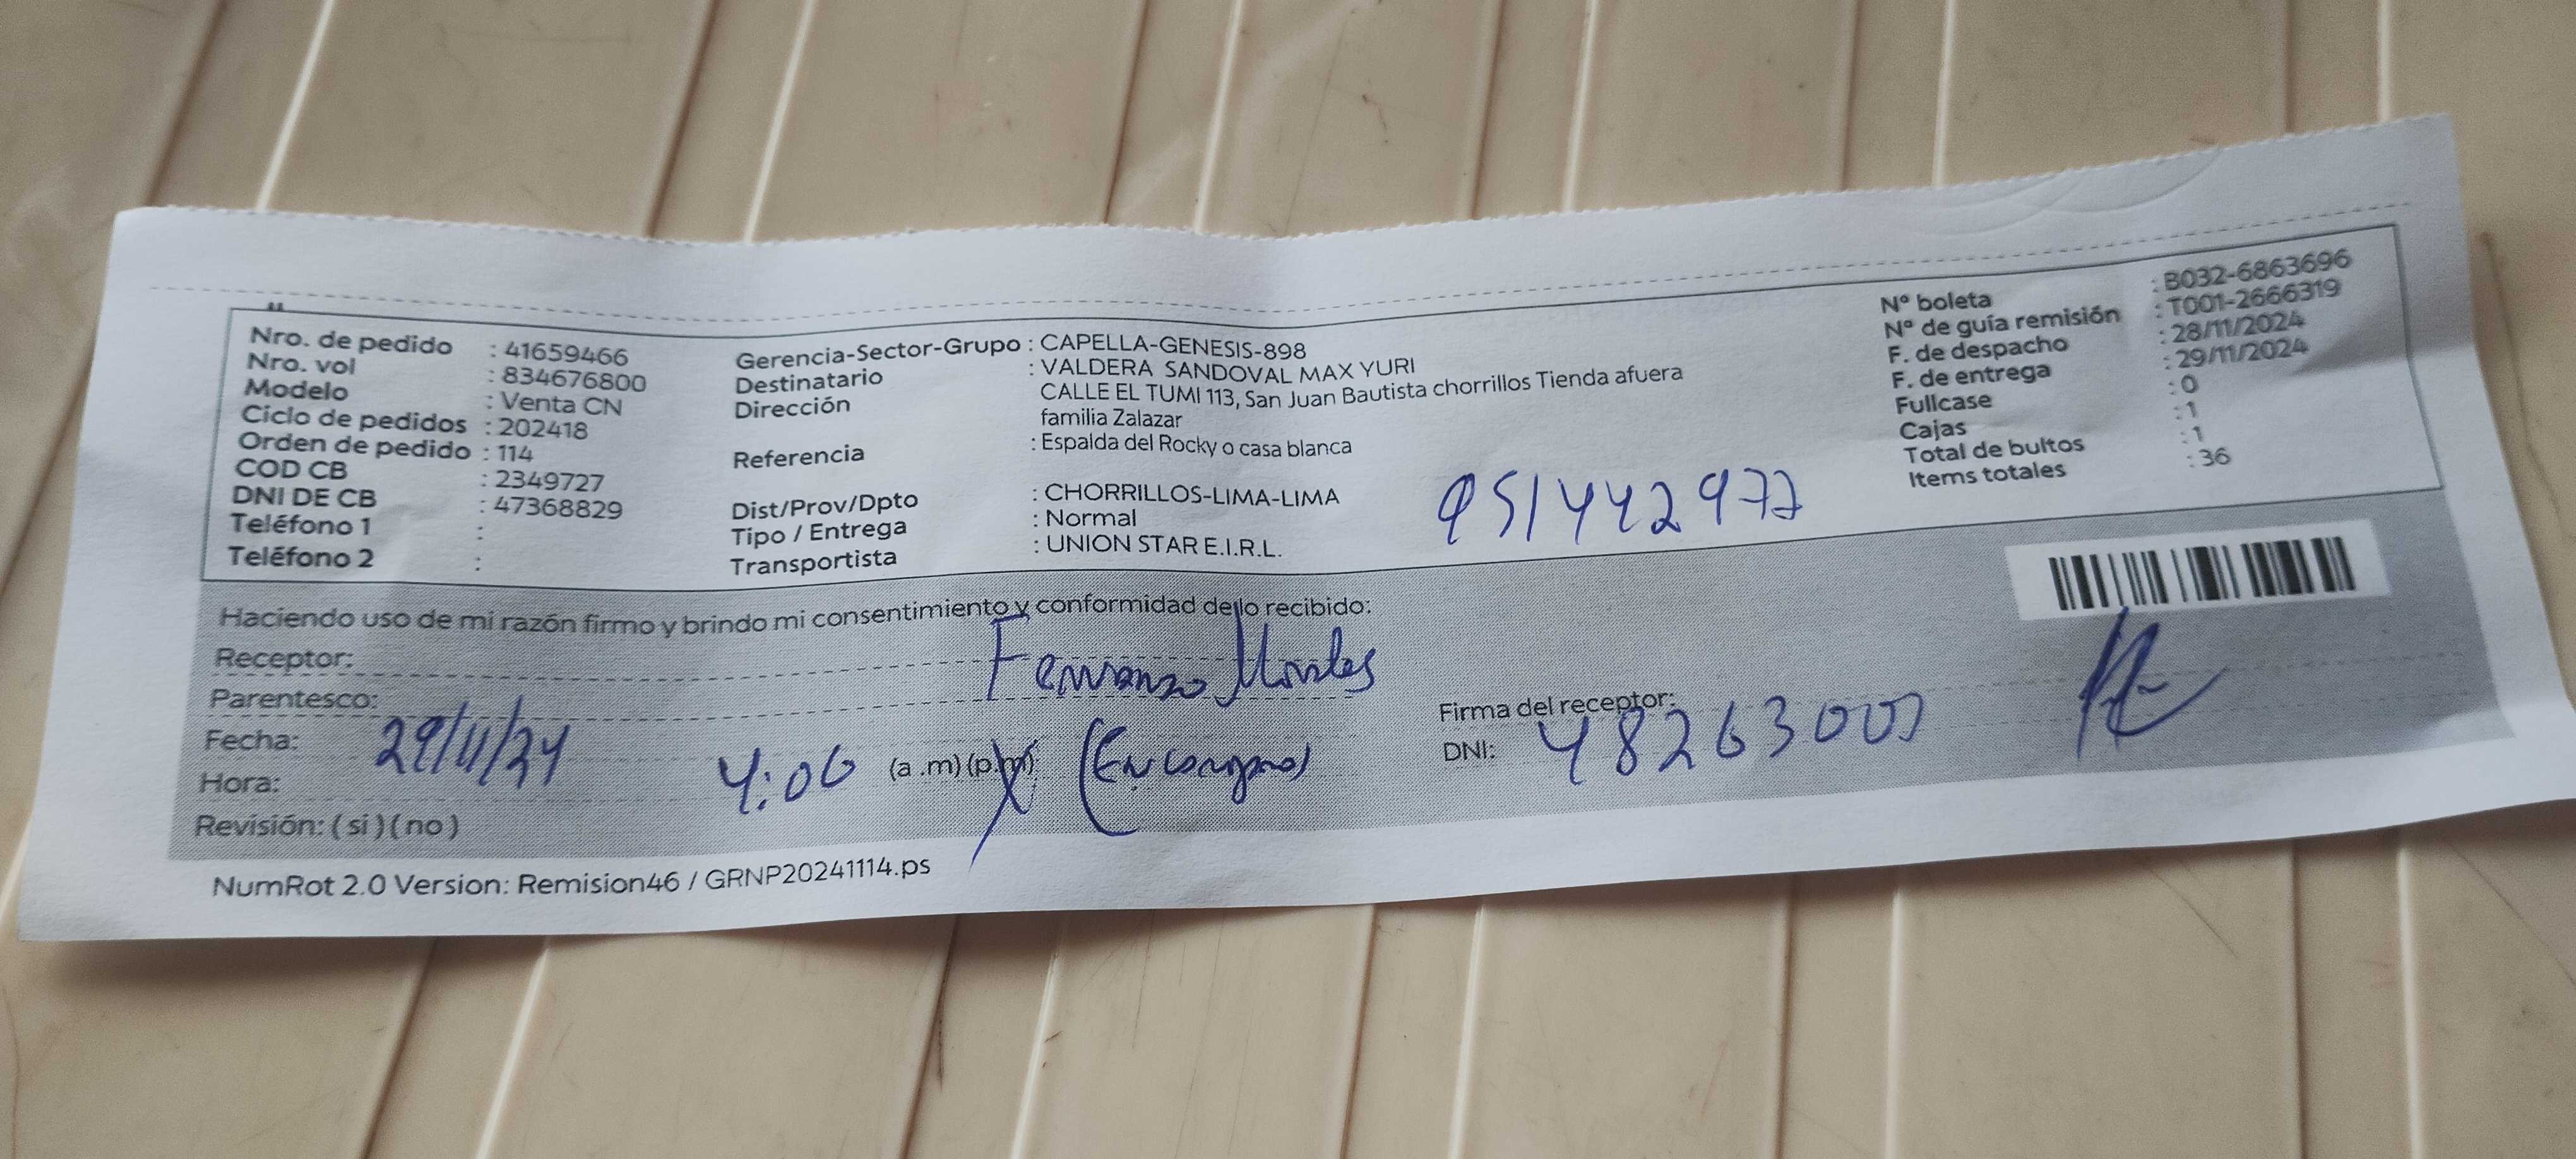 Nro. de pedido : 41659466
Nro. vol : 834676800
Modelo : Venta CN
Ciclo de pedidos : 202418
Orden de pedido : 114
COD CB : 2349727
DNI DE CB : 47368829
Teléfono 1 :
Teléfono 2 :
Gerencia-Sector-Grupo : CAPELLA-GENESIS-898
Destinatario : VALDERA SANDOVAL MAX YURI
Dirección CALLE EL TUMI 113, San Juan Bautista chorrillos Tienda afuera
familia Zalazar
Referencia : Espalda del Rocky o casa blanca
Dist/Prov/Dpto : CHORRILLOS-LIMA-LIMA
Tipo / Entrega : Normal
Transportista : UNION STAR E.I.R.L.
951442977
Nº boleta : B032-6863696
Nº de guía remisión : T001-2666319
F. de despacho : 28/11/2024
F. de entrega : 29/11/2024
Fullcase : 0
Cajas : 1
Total de bultos : 1
Items totales : 36
Haciendo uso de mi razón firmo y brindo mi consentimiento y conformidad de lo recibido:
Receptor:
Parentesco:
Fecha: 29/11/24
Hora: 4:00 (a .m) (p.m)
Revisión: ( si ) ( no )
Firma del receptor:
DNI: 48263007
NumRot 2.0 Version: Remision46 / GRNP20241114.ps